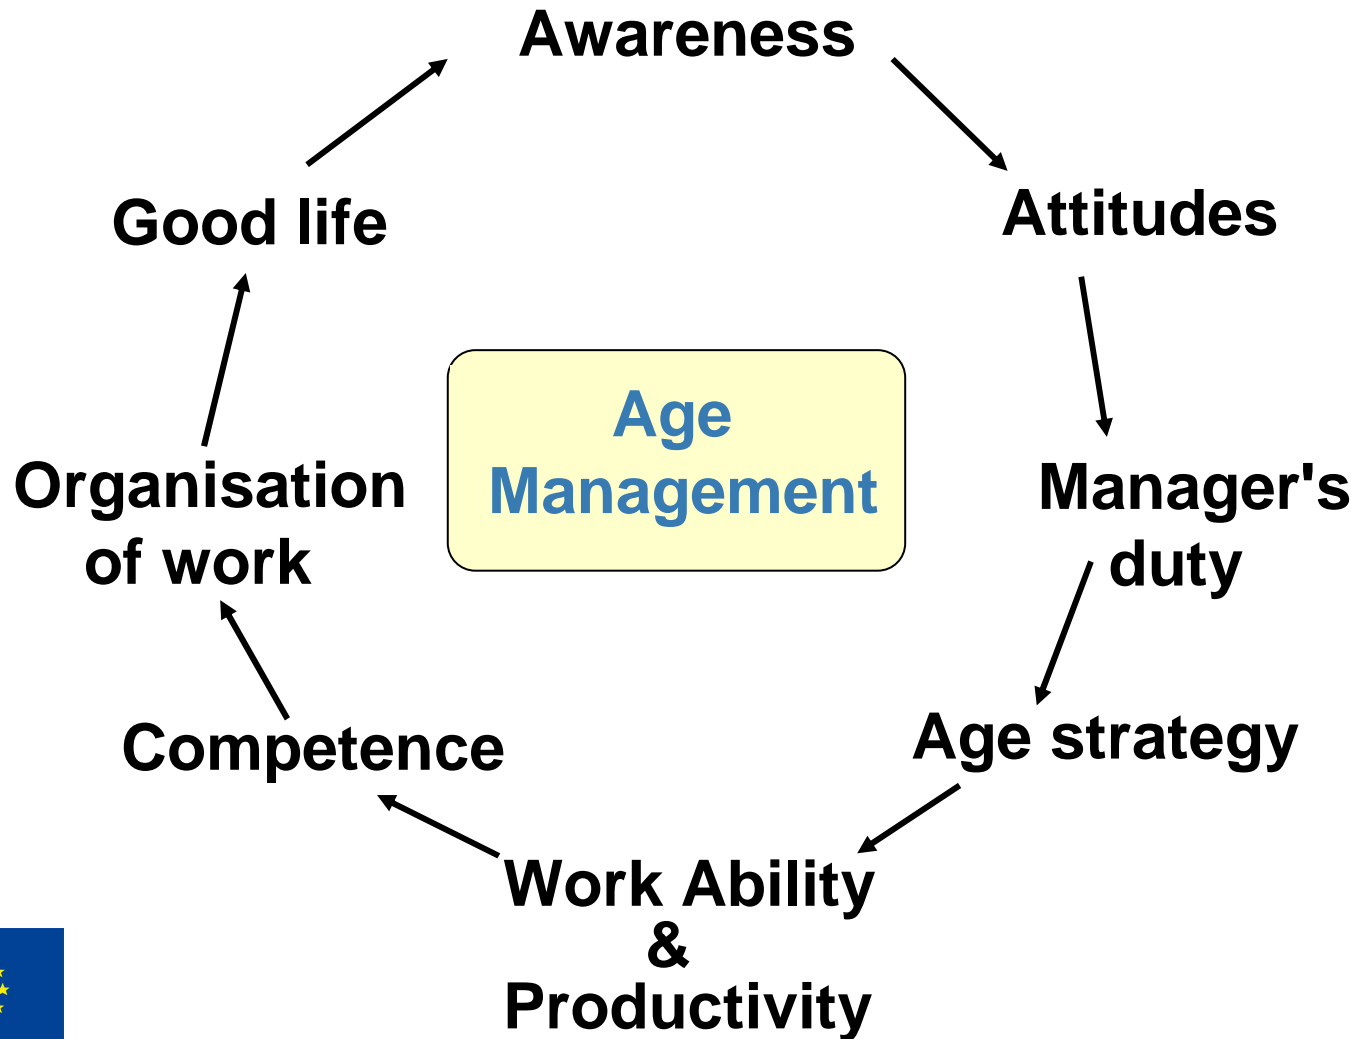 Awareness
Attitudes
Good life
Age
Management
Organisation
of work
Manager's
duty
Age strategy
Competence
Work Ability
&
Productivity